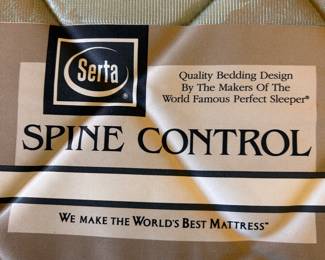 Serta®
Quality Bedding Design
By The Makers Of The
World Famous Perfect Sleeper®
SPINE CONTROL
WE MAKE THE WORLD'S BEST MATTRESS™